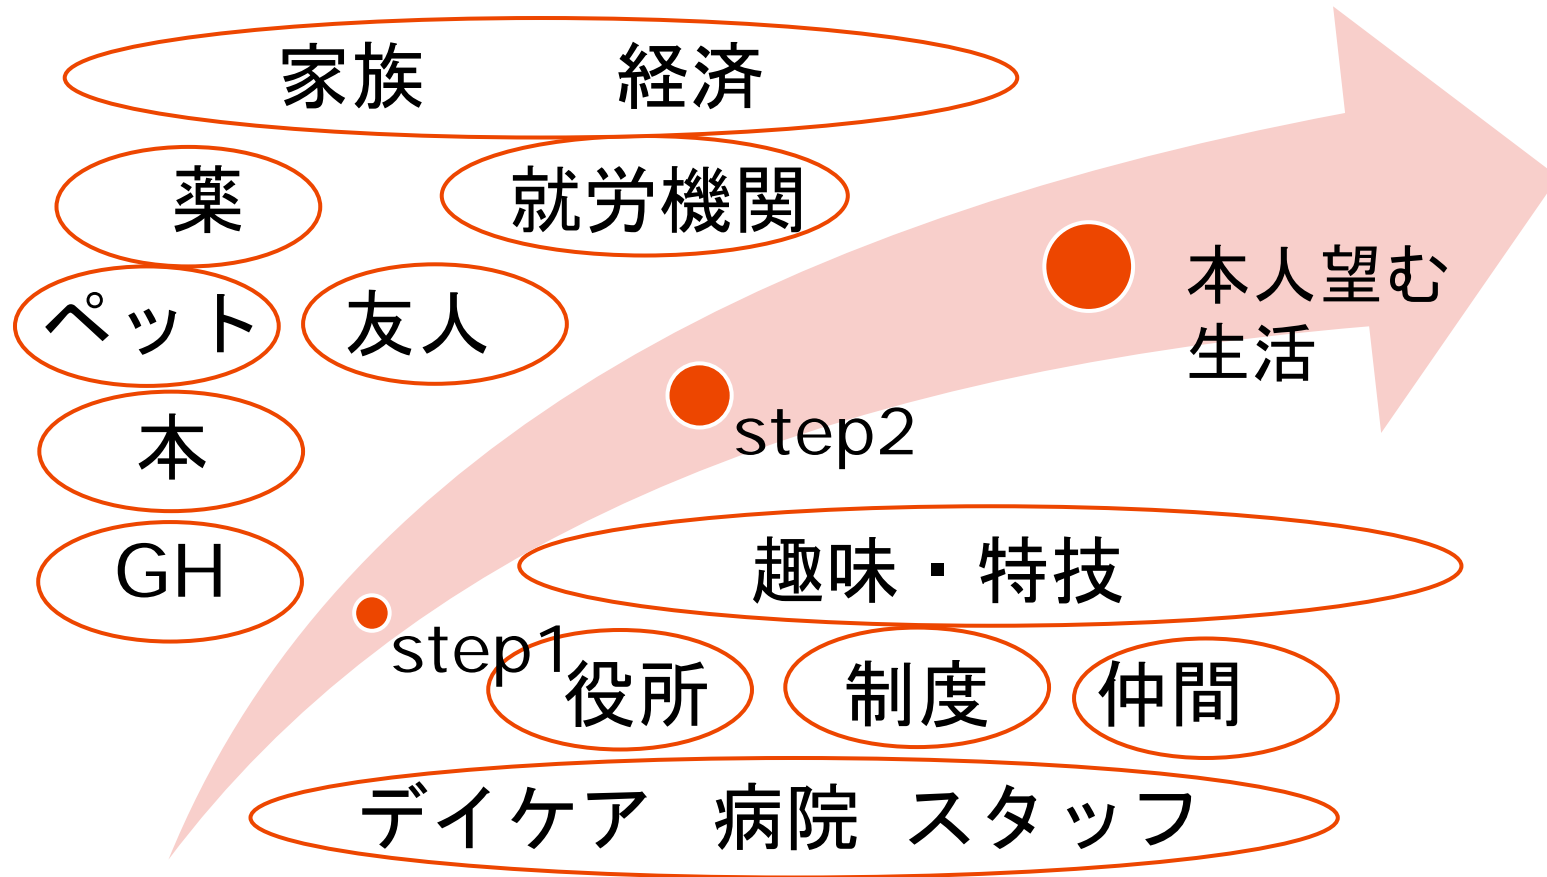 家族 経済
薬
就労機関
ペット
友人
本人望む
生活
本
step2
GH
趣味・特技
step1
役所
制度
仲間
デイケア 病院 スタッフ